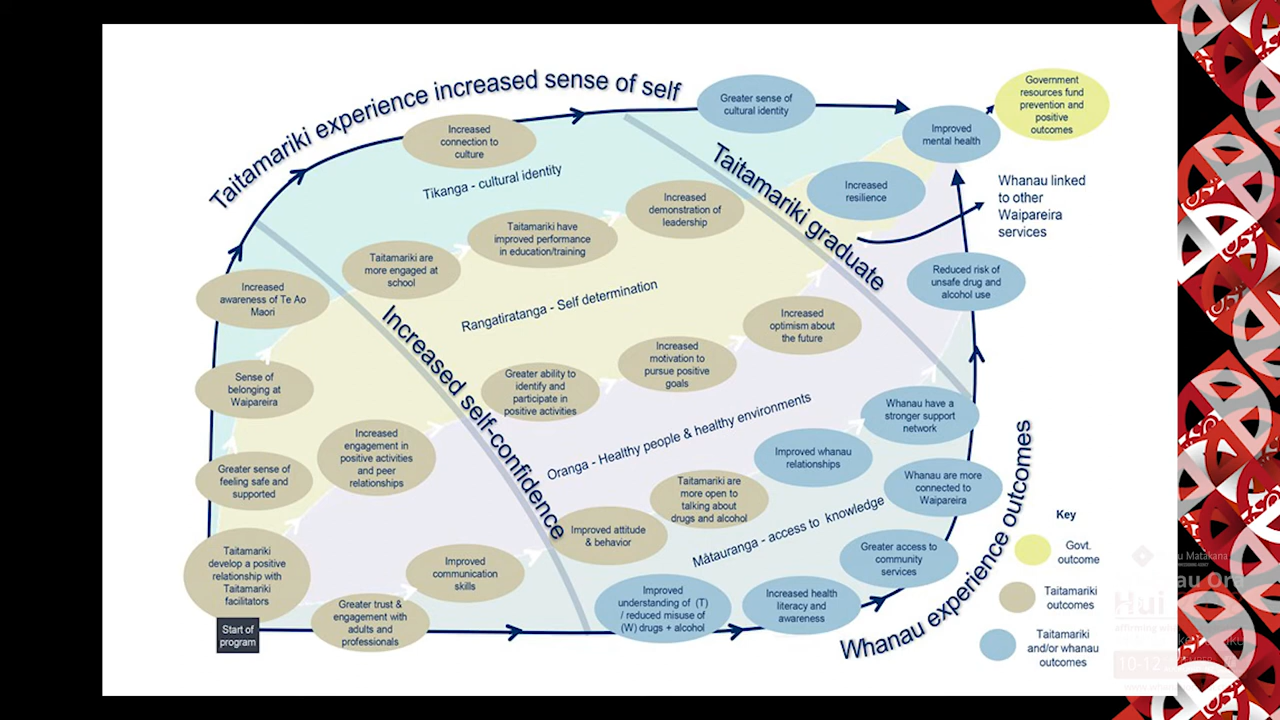 Taitamariki experience increased sense of self
Greater sense of
cultural identity
Government
resources fund
prevention and
positive
outcomes
Improved
mental health
Increased
connection to
culture
Tikanga - cultural identity
Taitamariki graduate
Increased
resilience
Whanau linked
to other
Waipareira
services
Increased
demonstration of
leadership
Taitamariki have
improved performance
in education/training
Taitamariki are
more engaged at
school
Increased
awareness of Te Ao
Maori
Reduced risk of
unsafe drug and
alcohol use
Rangatiratanga - Self determination
Increased self-confidence
Increased
optimism about
the future
Increased
motivation to
pursue positive
goals
Greater ability to
identify and
participate in
positive activities
Sense of
belonging at
Waipareira
Whanau have a
stronger support
network
Oranga - Healthy people & healthy environments
Increased
engagement in
positive activities
and peer
relationships
Improved whanau
relationships
Greater sense of
feeling safe and
supported
Whanau are more
connected to
Waipareira
Taitamariki are
more open to
talking about
drugs and alcohol
Mātauranga - access to knowledge
Improved attitude
& behavior
Greater access to
community
services
Improved
communication
skills
Taitamariki
develop a positive
relationship with
Taitamariki
facilitators
Greater trust &
engagement with
adults and
professionals
Improved
understanding of (T)
/ reduced misuse of
(W) drugs + alcohol
Increased health
literacy and
awareness
Start of
program
Whanau experience outcomes
Key
Govt.
outcome
Taitamariki
outcomes
Taitamariki
and/or whanau
outcomes
Matakana
Ora
Hui
10-12